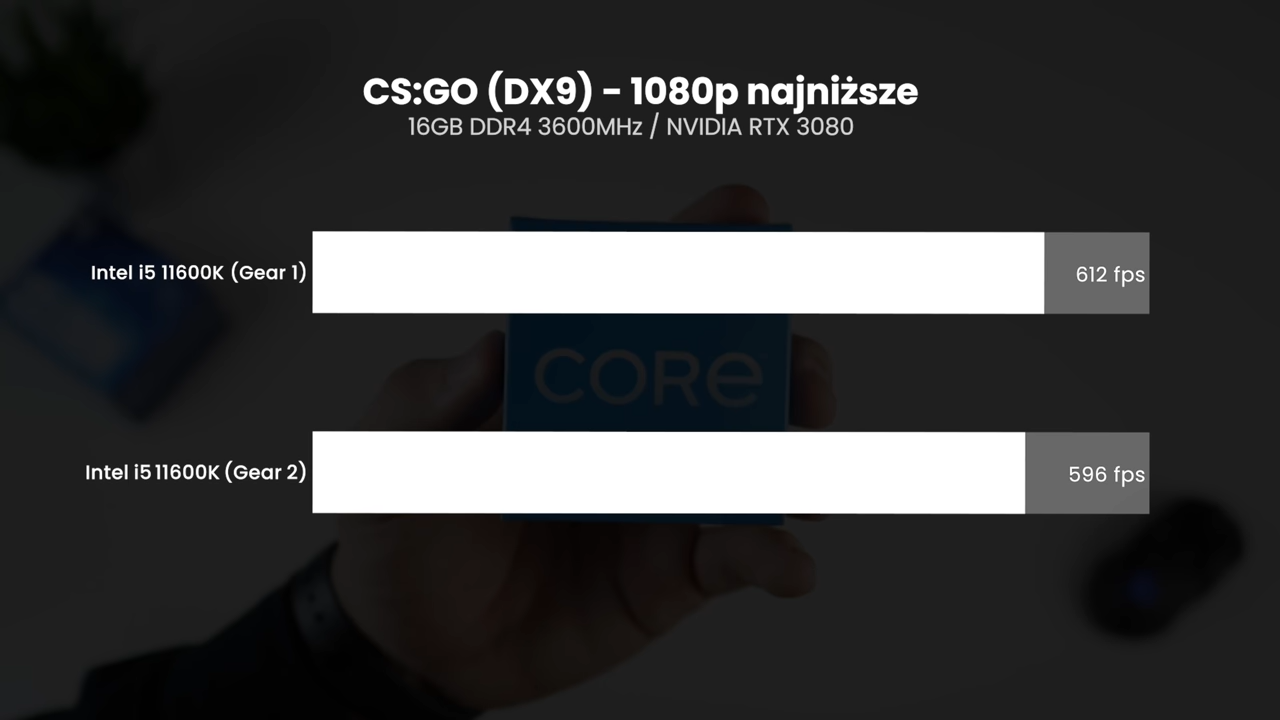 CS:GO (DX9) - 1080p najniższe
16GB DDR4 3600MHz / NVIDIA RTX 3080
Intel i5 11600K (Gear 1)
612 fps
CORe
Intel i5 11600K (Gear 2)
596 fps